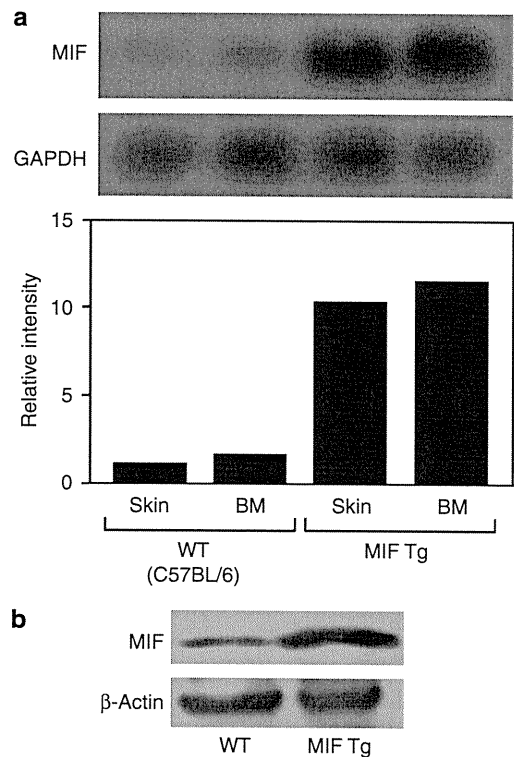 a
MIF
GAPDH
15
10
5
0
Relative intensity
Skin BM Skin BM
WT MIF Tg
(C57BL/6)
b
MIF
β-Actin
WT MIF Tg